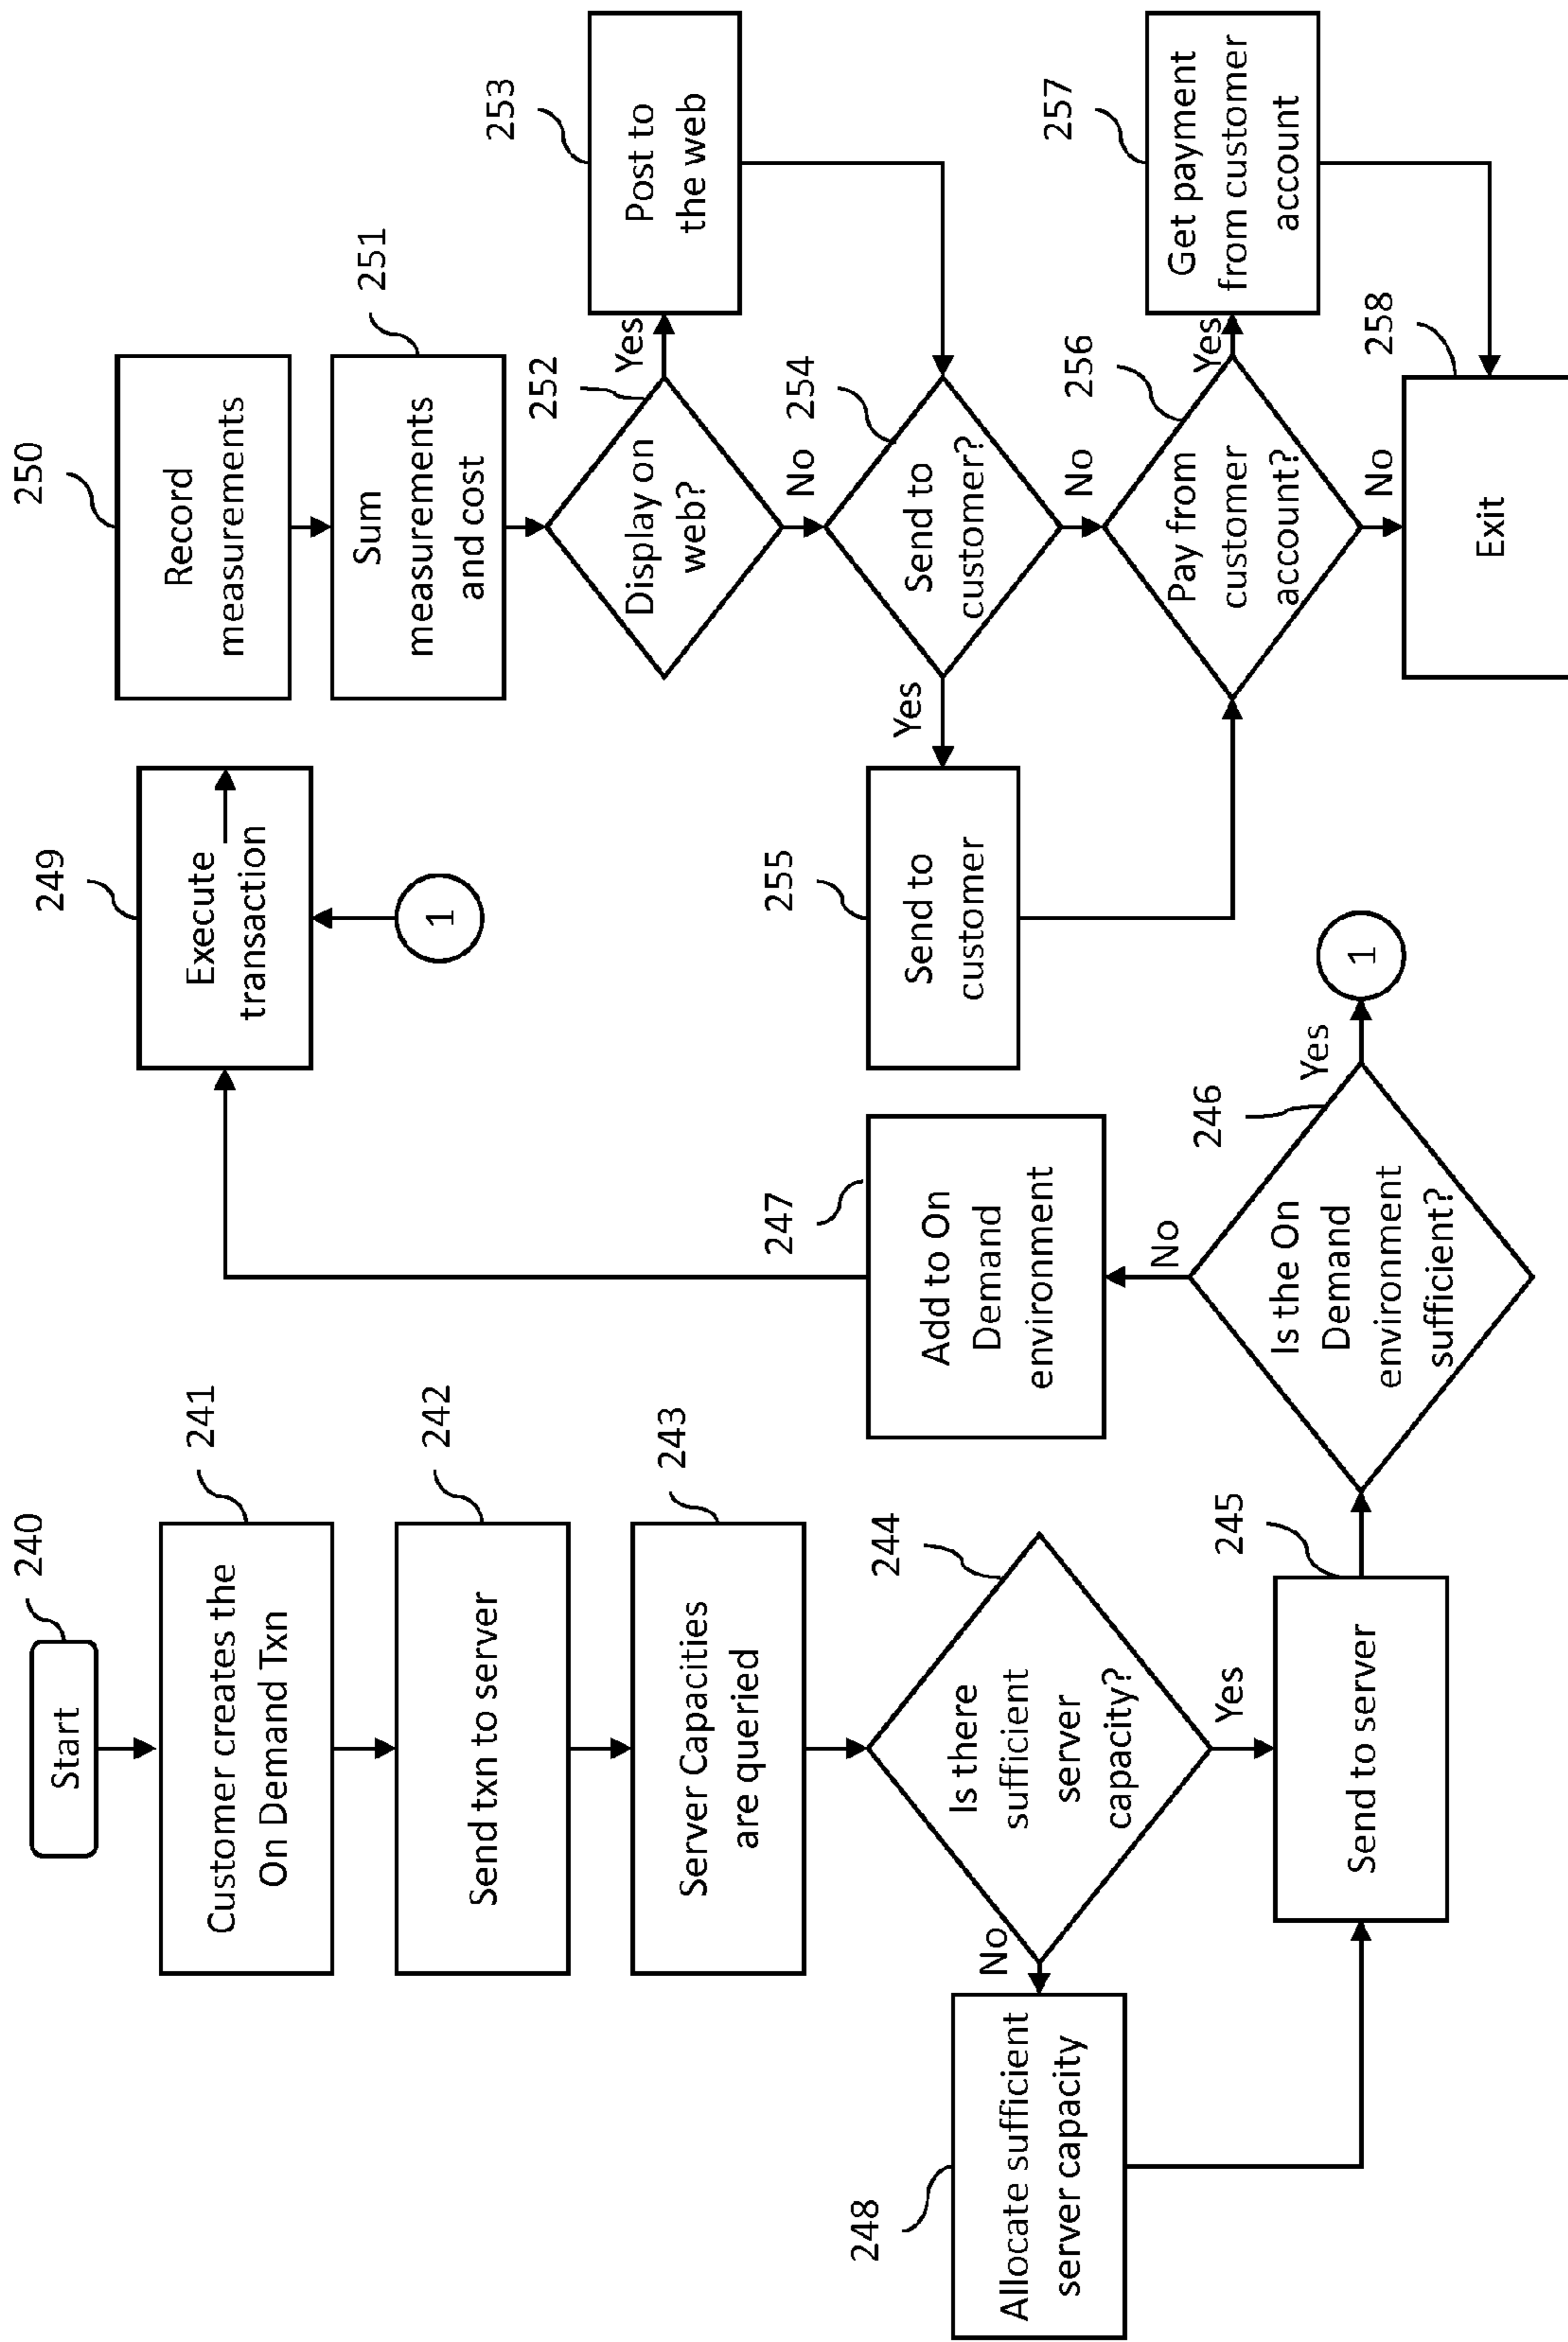 240
Start
241
Customer creates the
On Demand Txn
242
Send txn to server
243
Server Capacities
are queried
244
Is there
sufficient
server
capacity?
No
Yes
248
Allocate sufficient
server capacity
245
Send to server
246
Is the On
Demand
environment
sufficient?
No
Yes
1
247
Add to On
Demand
environment
249
Execute
transaction
1
250
Record
measurements
251
Sum
measurements
and cost
252
Display on
web?
Yes
No
253
Post to
the web
254
Send to
customer?
Yes
No
255
Send to
customer
256
Pay from
customer
account?
Yes
No
257
Get payment
from customer
account
258
Exit